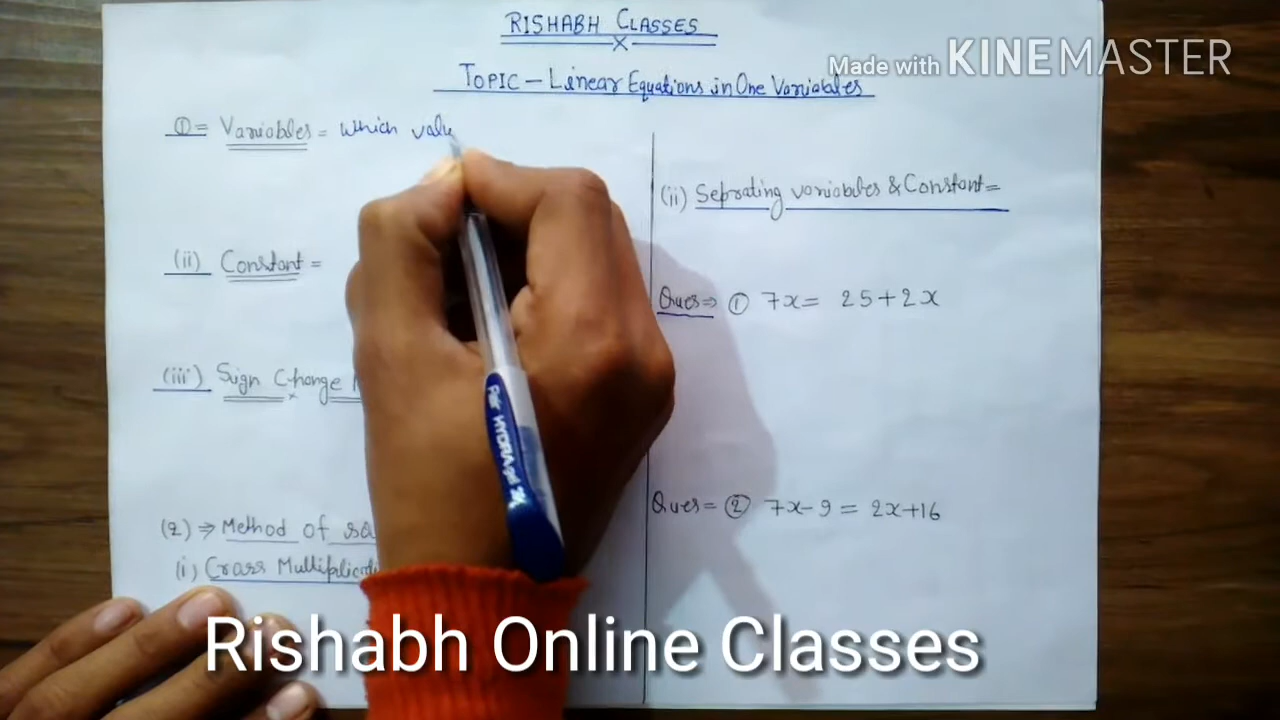 RISHABH CLASSES
Made with KINEMASTER
TOPIC – Linear Equations in One Variables
① = Variables = which valu
(ii) Constant =
(iii) Sign Change
(2) ⇒ Method of
(i) Crass
(ii) Seprating variables & Constant =
Ques ⇒ ① 7x = 25 + 2x
Ques = ② 7x - 9 = 2x + 16
Rishabh Online Classes